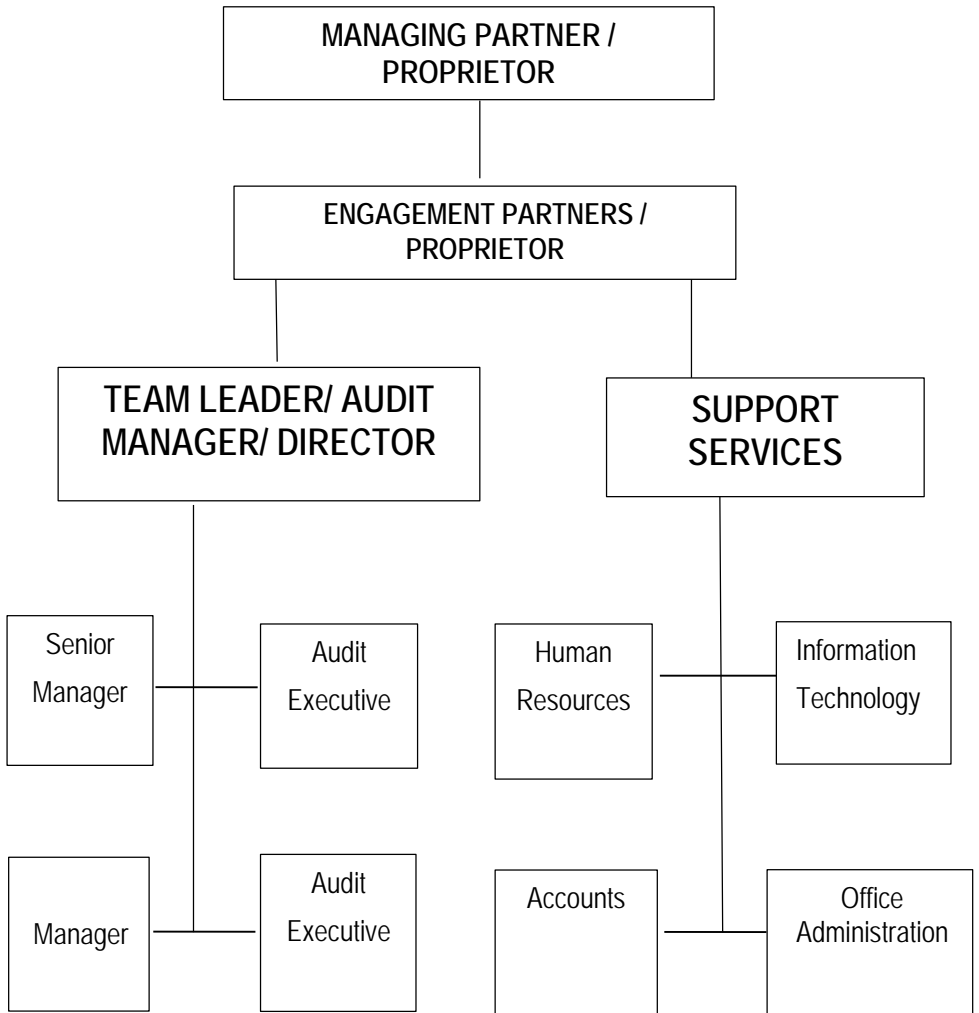 MANAGING PARTNER /
PROPRIETOR
ENGAGEMENT PARTNERS /
PROPRIETOR
TEAM LEADER/ AUDIT
MANAGER/ DIRECTOR
SUPPORT
SERVICES
Senior
Manager
Audit
Executive
Human
Resources
Information
Technology
Manager
Audit
Executive
Accounts
Office
Administration